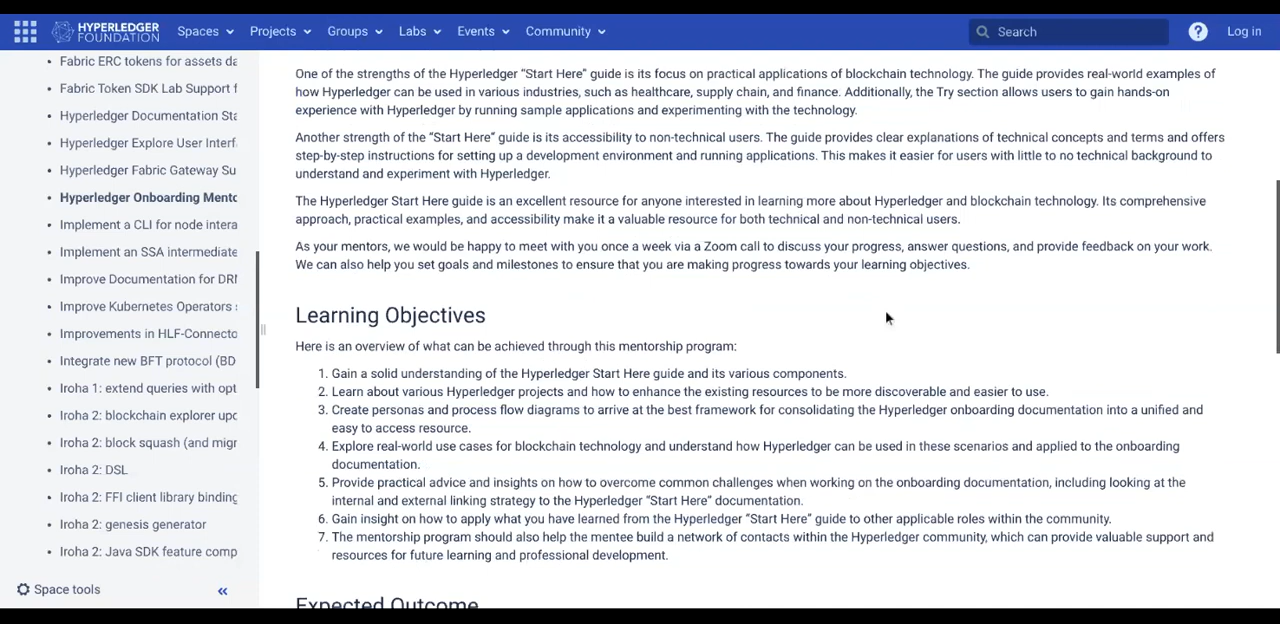 HYPERLEDGER
FOUNDATION
Spaces
Projects
Groups
Labs
Events
Community
Search
?
Log in
Fabric ERC tokens for assets da
Fabric Token SDK Lab Support f
Hyperledger Documentation Sta
Hyperledger Explore User Interf
Hyperledger Fabric Gateway Su
Hyperledger Onboarding Mento
Implement a CLI for node intera
Implement an SSA intermediate
Improve Documentation for DRM
Improve Kubernetes Operators s
Improvements in HLF-Connecto
Integrate new BFT protocol (BD
Iroha 1: extend queries with opt
Iroha 2: blockchain explorer upd
Iroha 2: block squash (and migr
Iroha 2: DSL
Iroha 2: FFI client library binding
Iroha 2: genesis generator
Iroha 2: Java SDK feature comp
Space tools
«
One of the strengths of the Hyperledger “Start Here” guide is its focus on practical applications of blockchain technology. The guide provides real-world examples of
how Hyperledger can be used in various industries, such as healthcare, supply chain, and finance. Additionally, the Try section allows users to gain hands-on
experience with Hyperledger by running sample applications and experimenting with the technology.
Another strength of the “Start Here” guide is its accessibility to non-technical users. The guide provides clear explanations of technical concepts and terms and offers
step-by-step instructions for setting up a development environment and running applications. This makes it easier for users with little to no technical background to
understand and experiment with Hyperledger.
The Hyperledger Start Here guide is an excellent resource for anyone interested in learning more about Hyperledger and blockchain technology. Its comprehensive
approach, practical examples, and accessibility make it a valuable resource for both technical and non-technical users.
As your mentors, we would be happy to meet with you once a week via a Zoom call to discuss your progress, answer questions, and provide feedback on your work.
We can also help you set goals and milestones to ensure that you are making progress towards your learning objectives.
Learning Objectives
Here is an overview of what can be achieved through this mentorship program:
1. Gain a solid understanding of the Hyperledger Start Here guide and its various components.
2. Learn about various Hyperledger projects and how to enhance the existing resources to be more discoverable and easier to use.
3. Create personas and process flow diagrams to arrive at the best framework for consolidating the Hyperledger onboarding documentation into a unified and
easy to access resource.
4. Explore real-world use cases for blockchain technology and understand how Hyperledger can be used in these scenarios and applied to the onboarding
documentation.
5. Provide practical advice and insights on how to overcome common challenges when working on the onboarding documentation, including looking at the
internal and external linking strategy to the Hyperledger “Start Here” documentation.
6. Gain insight on how to apply what you have learned from the Hyperledger “Start Here” guide to other applicable roles within the community.
7. The mentorship program should also help the mentee build a network of contacts within the Hyperledger community, which can provide valuable support and
resources for future learning and professional development.
Expected Outcome